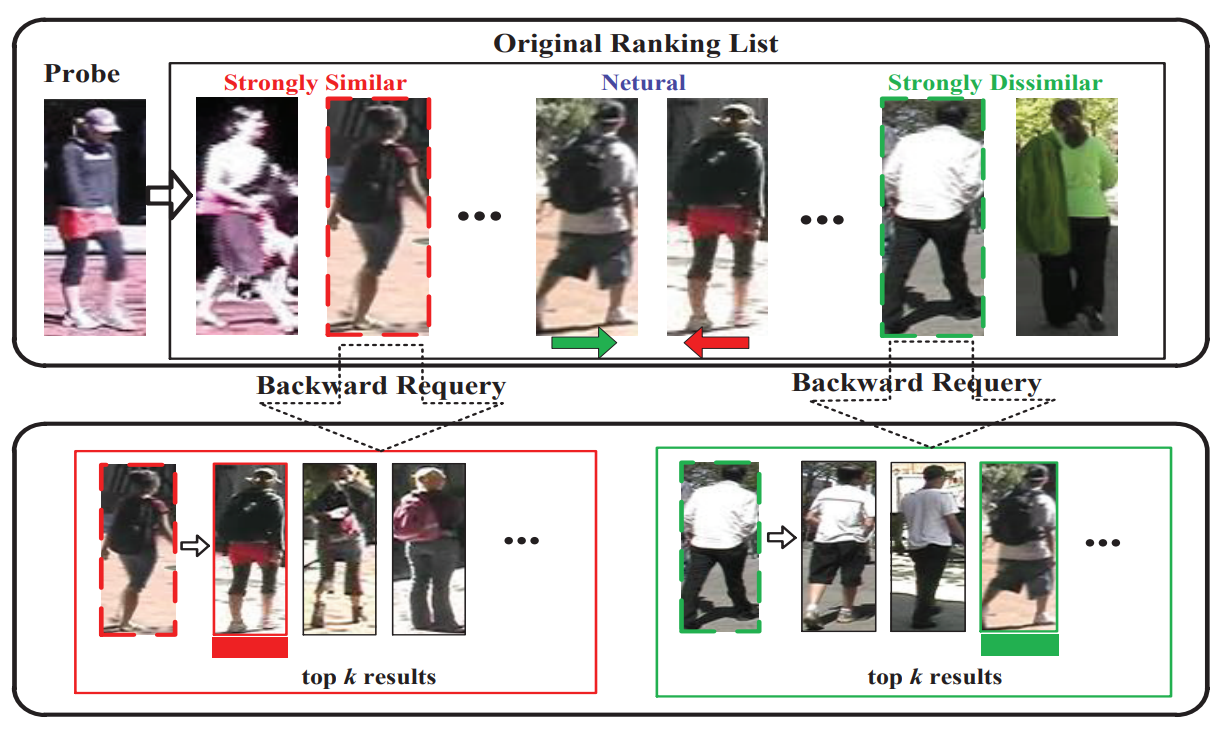 Original Ranking List
Probe
Strongly Similar
Netural
Strongly Dissimilar
Backward Requery
Backward Requery
top k results
top k results